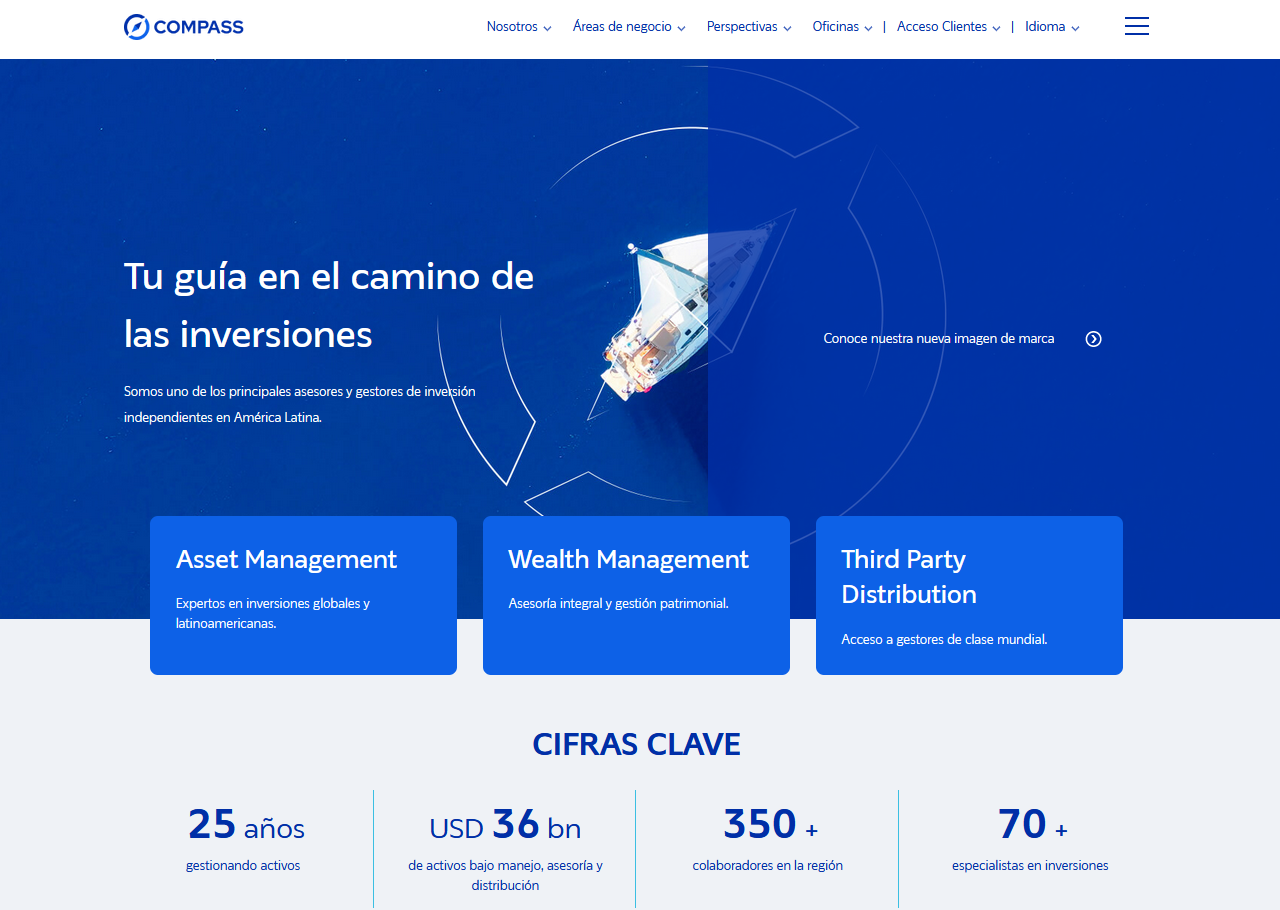 COMPASS
Nosotros
Áreas de negocio
Perspectivas
Oficinas
|
Acceso Clientes
|
Idioma
Tu guía en el camino de
las inversiones
Somos uno de los principales asesores y gestores de inversión
independientes en América Latina.
Conoce nuestra nueva imagen de marca
Asset Management
Expertos en inversiones globales y
latinoamericanas.
Wealth Management
Asesoría integral y gestión patrimonial.
Third Party
Distribution
Acceso a gestores de clase mundial.
CIFRAS CLAVE
25 años
gestionando activos
USD 36 bn
de activos bajo manejo, asesoría y
distribución
350 +
colaboradores en la región
70 +
especialistas en inversiones